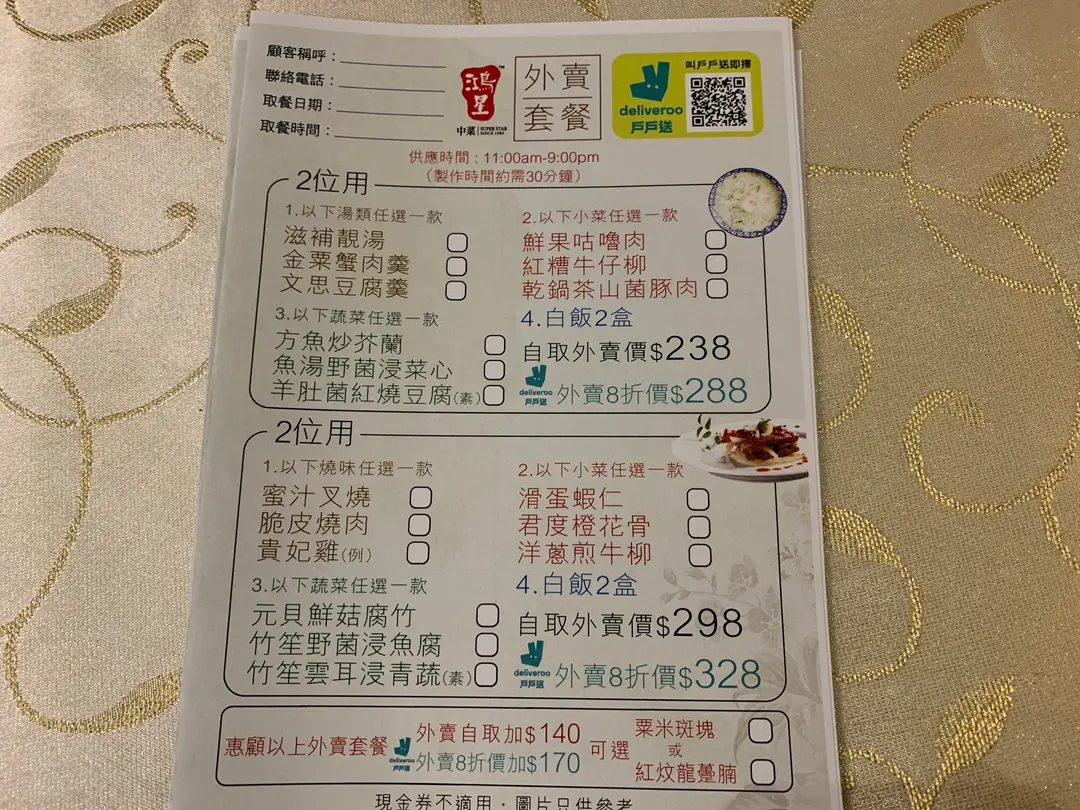 顧客稱呼：
聯絡電話：
取餐日期：
取餐時間：
鴻星
中菜 SUPER STAR SINCE 1989
外賣
套餐
叫戶戶送即掃
deliveroo
戶戶送
供應時間：11:00am-9:00pm
（製作時間約需30分鐘）
2位用
1.以下湯類任選一款
滋補靚湯
金粟蟹肉羹
文思豆腐羹
2.以下小菜任選一款
鮮果咕嚕肉
紅糟牛仔柳
乾鍋茶山菌豚肉
3.以下蔬菜任選一款
方魚炒芥蘭
魚湯野菌浸菜心
羊肚菌紅燒豆腐(素)
4.白飯2盒
自取外賣價$238
deliveroo 戶戶送 外賣8折價$288
2位用
1.以下燒味任選一款
蜜汁叉燒
脆皮燒肉
貴妃雞(例)
2.以下小菜任選一款
滑蛋蝦仁
君度橙花骨
洋蔥煎牛柳
3.以下蔬菜任選一款
元貝鮮菇腐竹
竹笙野菌浸魚腐
竹笙雲耳浸青蔬(素)
4.白飯2盒
自取外賣價$298
deliveroo 戶戶送 外賣8折價$328
惠顧以上外賣套餐
外賣自取加$140
deliveroo 戶戶送 外賣8折價加$170
可選
粟米斑塊
或
紅炆龍躉腩
現金券不適用，圖片只供參考